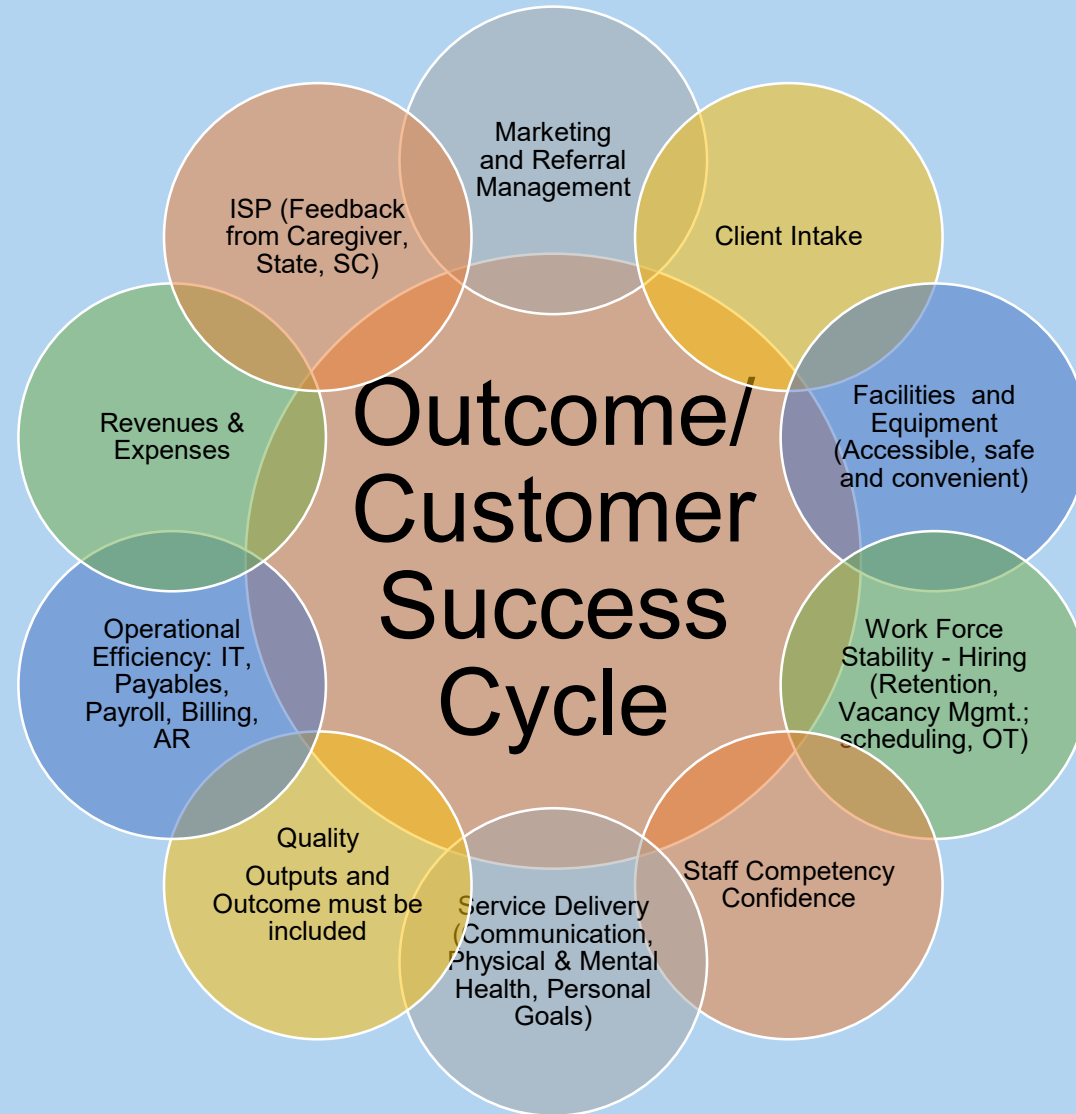 Marketing
and Referral
Management
Client Intake
Facilities and
Equipment
(Accessible, safe
and convenient)
Work Force
Stability - Hiring
(Retention,
Vacancy Mgmt.;
scheduling, OT)
Staff Competency
Confidence
Service Delivery
(Communication,
Physical & Mental
Health, Personal
Goals)
Quality
Outputs and
Outcome must be
included
Operational
Efficiency: IT,
Payables,
Payroll, Billing,
AR
Revenues &
Expenses
ISP (Feedback
from Caregiver,
State, SC)
Outcome/
Customer
Success
Cycle